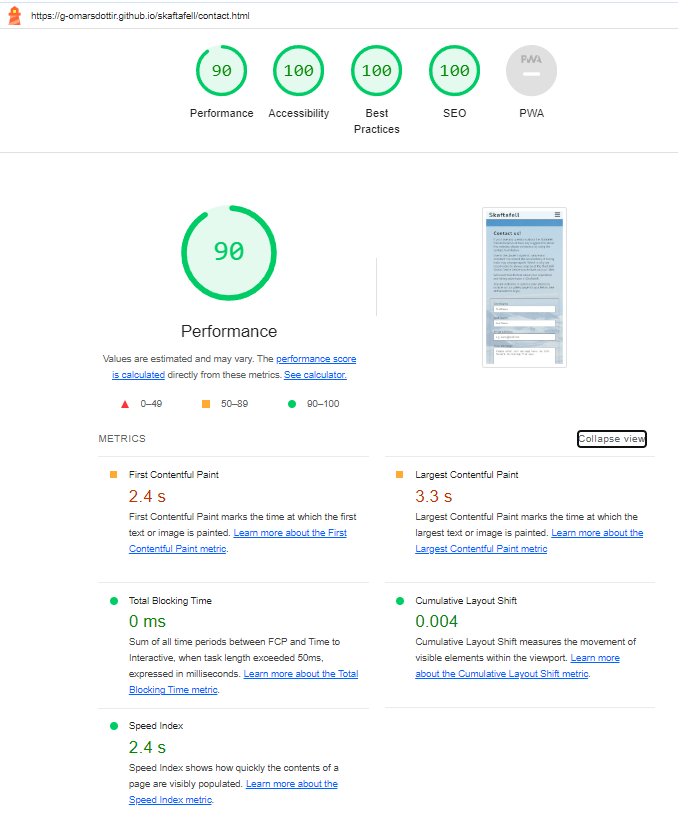 https://g-omarsdottir.github.io/skaftafell/contact.html
90
100
100
100
PWA
Performance
Accessibility
Best
Practices
SEO
PWA
90
Performance
Values are estimated and may vary. The performance score
is calculated directly from these metrics. See calculator.
0–49
50–89
90–100
Skaftafell
Contact us!
METRICS
Collapse view
First Contentful Paint
2.4 s
First Contentful Paint marks the time at which the first
text or image is painted. Learn more about the First
Contentful Paint metric.
Largest Contentful Paint
3.3 s
Largest Contentful Paint marks the time at which the
largest text or image is painted. Learn more about the
Largest Contentful Paint metric
Total Blocking Time
0 ms
Sum of all time periods between FCP and Time to
Interactive, when task length exceeded 50ms,
expressed in milliseconds. Learn more about the Total
Blocking Time metric.
Cumulative Layout Shift
0.004
Cumulative Layout Shift measures the movement of
visible elements within the viewport. Learn more
about the Cumulative Layout Shift metric.
Speed Index
2.4 s
Speed Index shows how quickly the contents of a
page are visibly populated. Learn more about the
Speed Index metric.